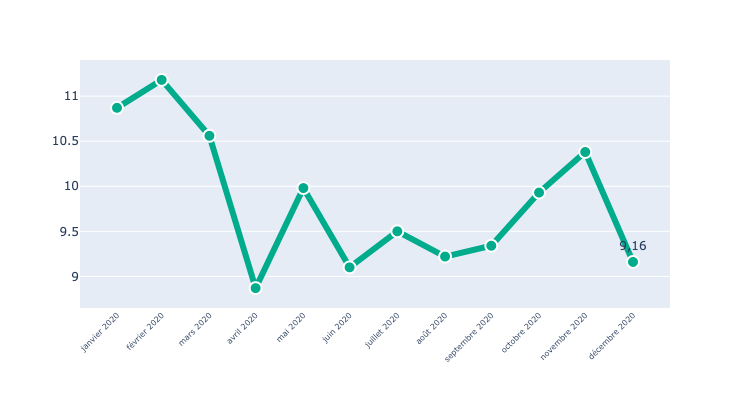 11
10.5
10
9.5
9
9.16
janvier 2020
février 2020
mars 2020
avril 2020
mai 2020
juin 2020
juillet 2020
août 2020
septembre 2020
octobre 2020
novembre 2020
décembre 2020